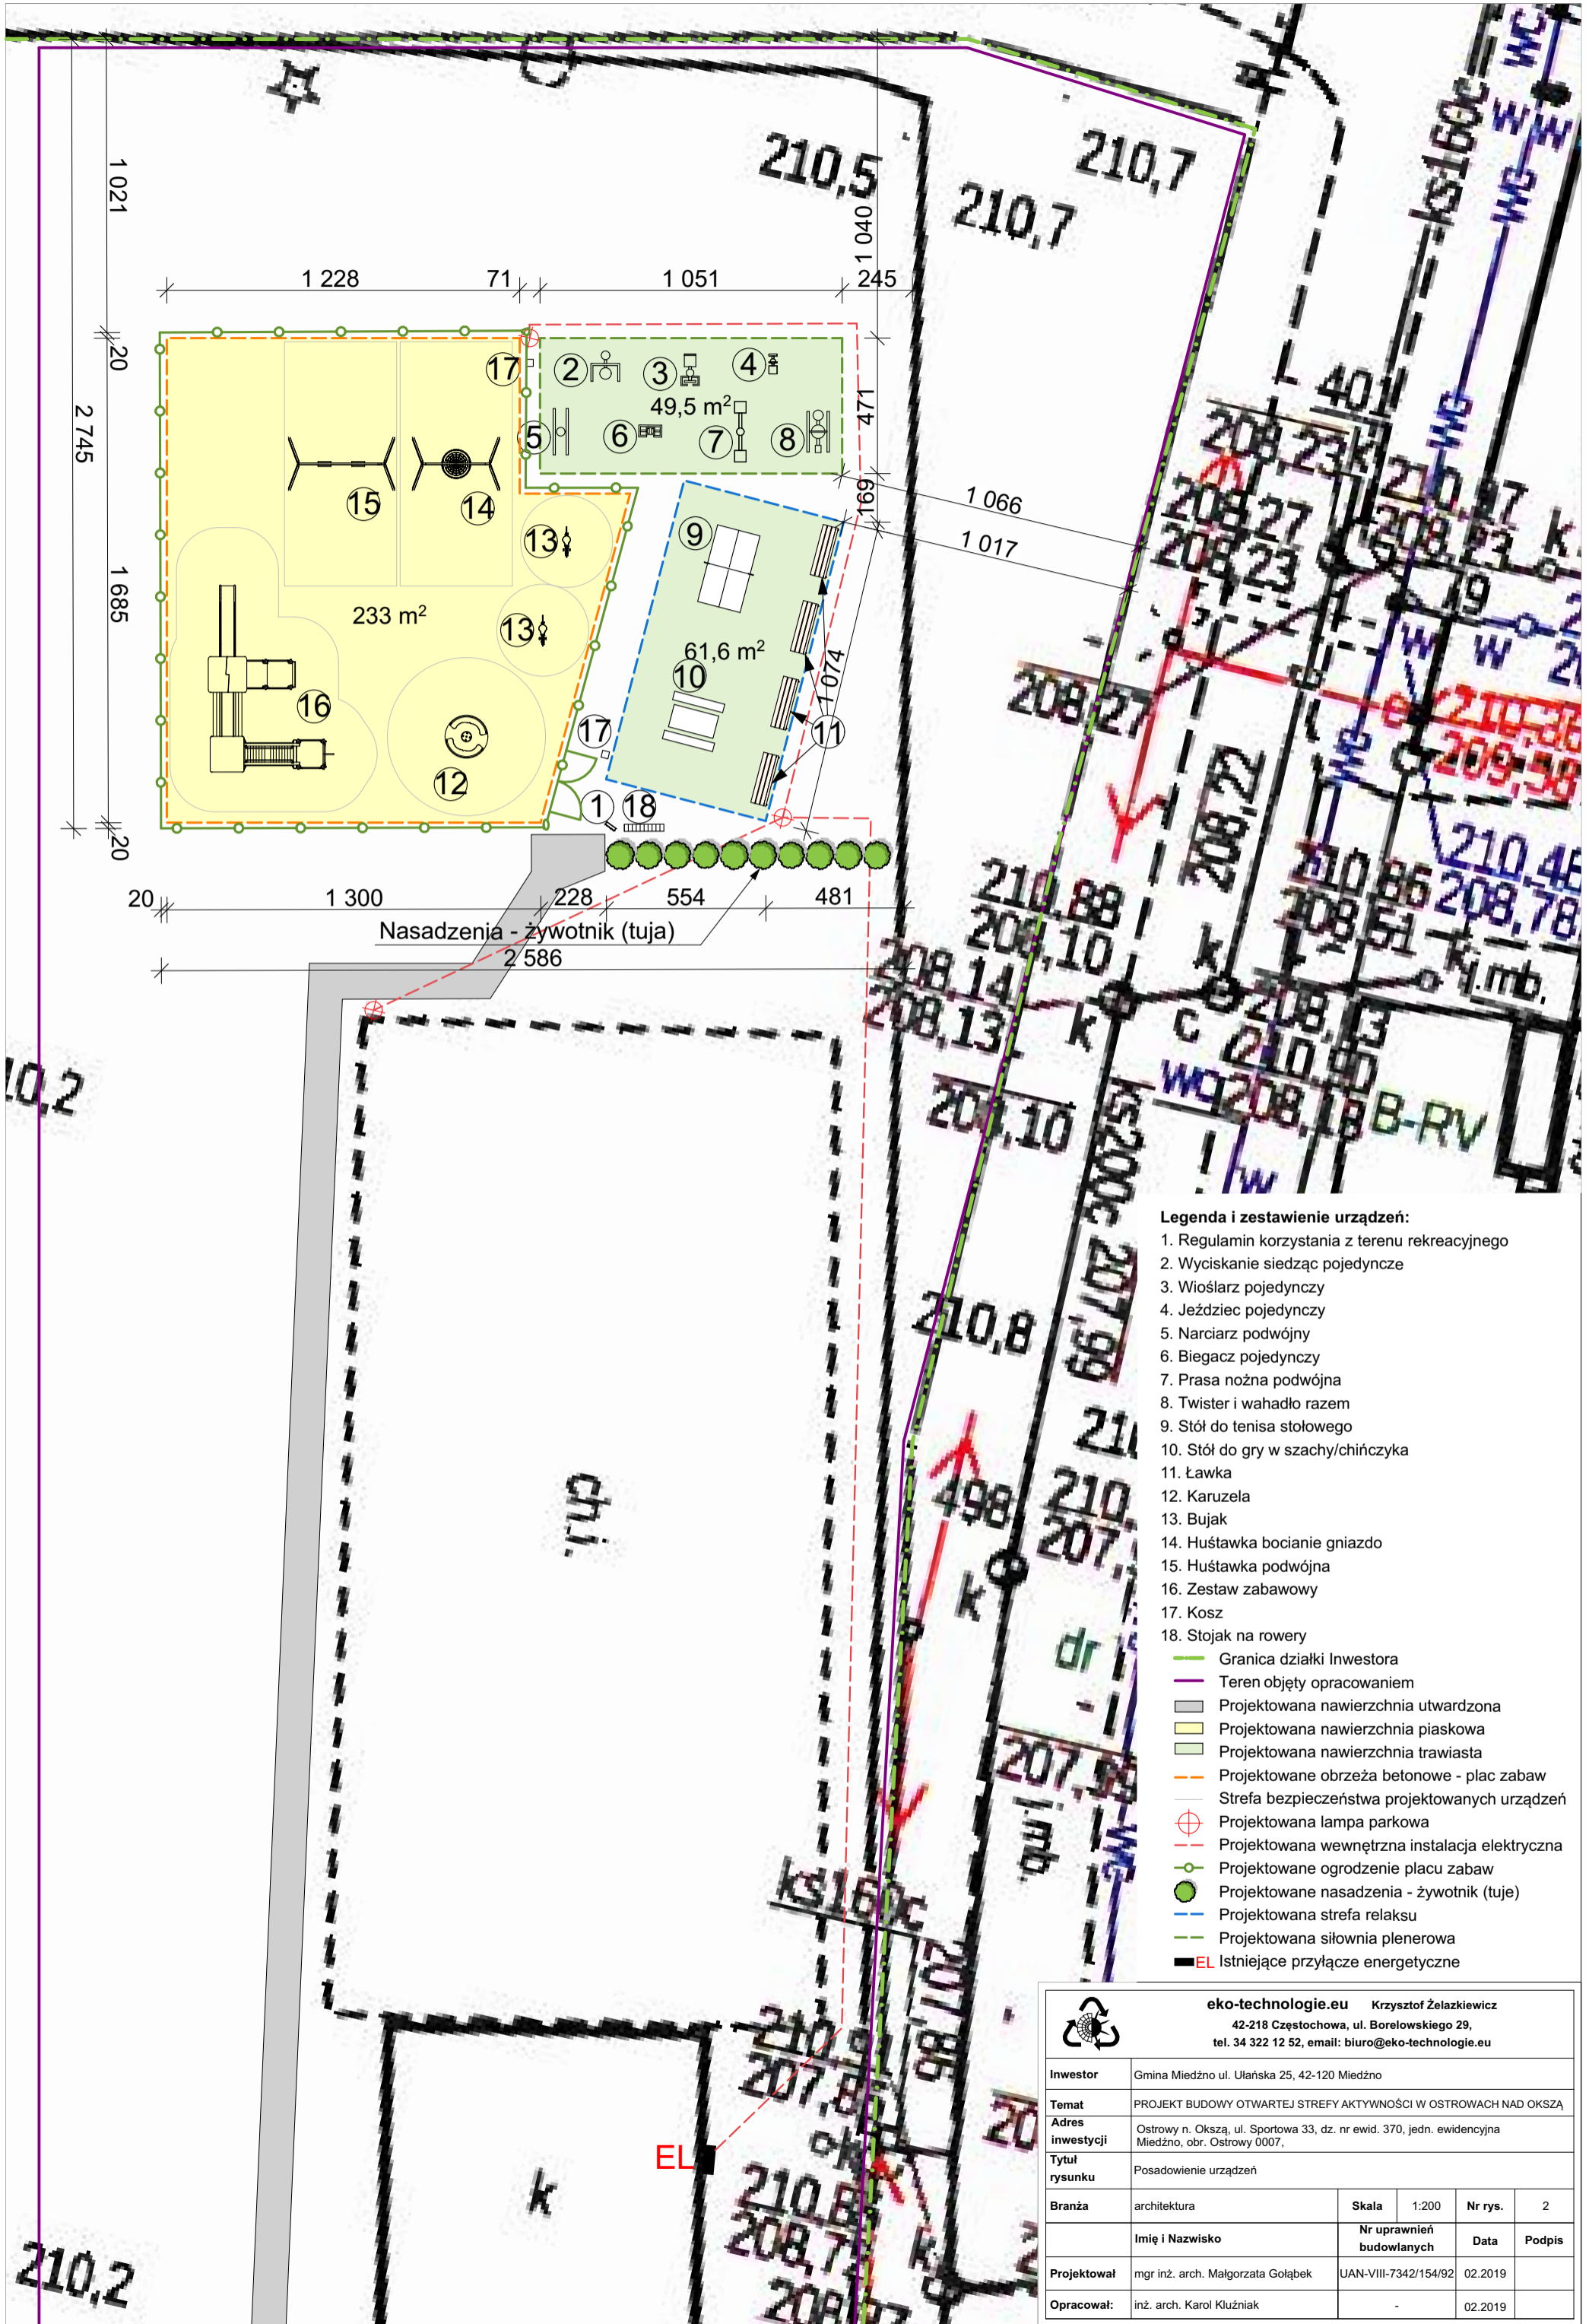 210,5
210,7
210,7
1 021
1 040
1 228
71
1 051
245
20
2 745
1 685
20
471
169
1 066
1 017
1 074
17
2
3
4
49,5 m²
5
6
7
8
15
14
13
9
13
233 m²
61,6 m²
10
16
17
11
12
1
18
20
1 300
228
554
481
Nasadzenia - żywotnik (tuja)
2 586
208,23
208,27
208,23
208,27
208,22
210,88
208,14
208,13
210,85
210,46
208,78
K.mb.
208,18
B-RV
10,2
210,8
498
ch.i.
k
dr
ks160c
EL
k
210,2
Legenda i zestawienie urządzeń:
1. Regulamin korzystania z terenu rekreacyjnego
2. Wyciskanie siedząc pojedyncze
3. Wioślarz pojedynczy
4. Jeździec pojedynczy
5. Narciarz podwójny
6. Biegacz pojedynczy
7. Prasa nożna podwójna
8. Twister i wahadło razem
9. Stół do tenisa stołowego
10. Stół do gry w szachy/chińczyka
11. Ławka
12. Karuzela
13. Bujak
14. Huśtawka bocianie gniazdo
15. Huśtawka podwójna
16. Zestaw zabawowy
17. Kosz
18. Stojak na rowery
Granica działki Inwestora
Teren objęty opracowaniem
Projektowana nawierzchnia utwardzona
Projektowana nawierzchnia piaskowa
Projektowana nawierzchnia trawiasta
Projektowane obrzeża betonowe - plac zabaw
Strefa bezpieczeństwa projektowanych urządzeń
Projektowana lampa parkowa
Projektowana wewnętrzna instalacja elektryczna
Projektowane ogrodzenie placu zabaw
Projektowane nasadzenia - żywotnik (tuje)
Projektowana strefa relaksu
Projektowana siłownia plenerowa
EL Istniejące przyłącze energetyczne
eko-technologie.eu Krzysztof Żelazkiewicz
42-218 Częstochowa, ul. Borelowskiego 29,
tel. 34 322 12 52, email: biuro@eko-technologie.eu
Inwestor Gmina Miedźno ul. Ułańska 25, 42-120 Miedźno
Temat PROJEKT BUDOWY OTWARTEJ STREFY AKTYWNOŚCI W OSTROWACH NAD OKSZĄ
Adres inwestycji Ostrowy n. Okszą, ul. Sportowa 33, dz. nr ewid. 370, jedn. ewidencyjna
Miedźno, obr. Ostrowy 0007,
Tytuł rysunku Posadowienie urządzeń
Branża architektura Skala 1:200 Nr rys. 2
Imię i Nazwisko Nr uprawnień budowlanych Data Podpis
Projektował mgr inż. arch. Małgorzata Gołąbek UAN-VIII-7342/154/92 02.2019
Opracował: inż. arch. Karol Kluźniak - 02.2019